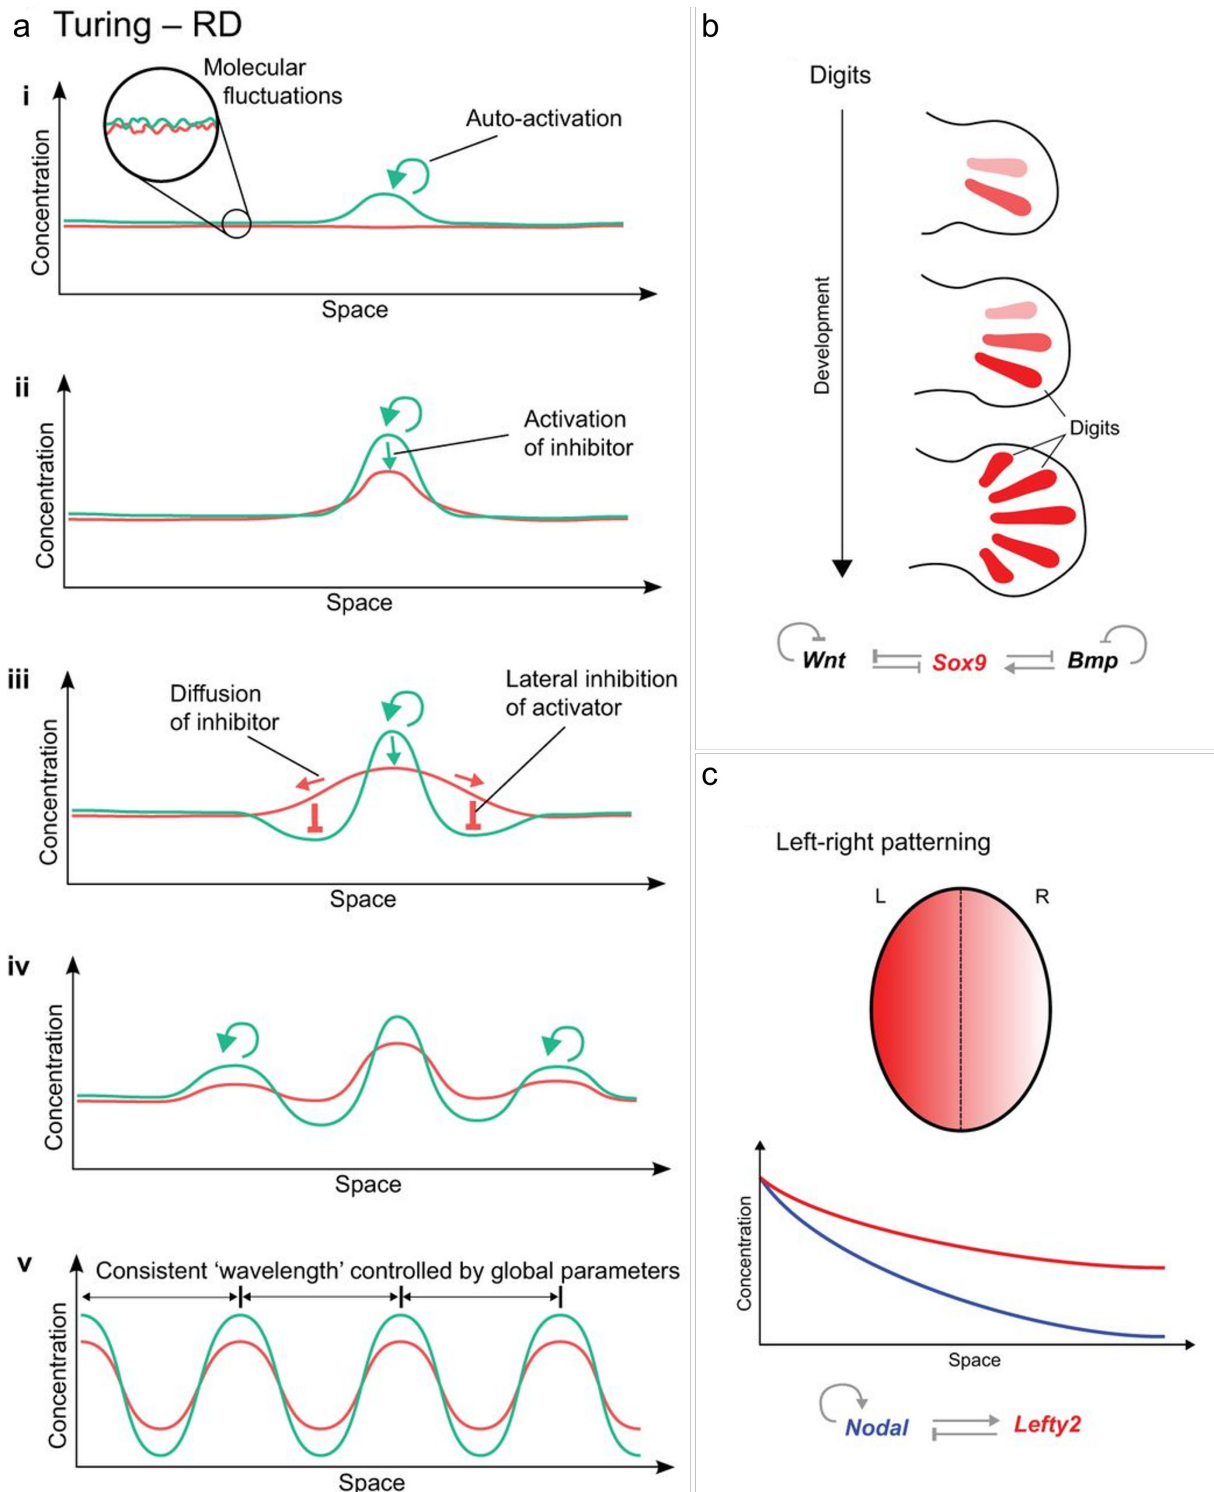 a Turing – RD
Molecular
fluctuations
i
Auto-activation
Concentration
Space
ii
Activation
of inhibitor
Concentration
Space
iii
Diffusion
of inhibitor
Lateral inhibition
of activator
Concentration
Space
iv
Concentration
Space
v
Consistent ‘wavelength’ controlled by global parameters
Concentration
Space
b
Digits
Development
Digits
Wnt Sox9 Bmp
c
Left-right patterning
L R
Concentration
Space
Nodal Lefty2